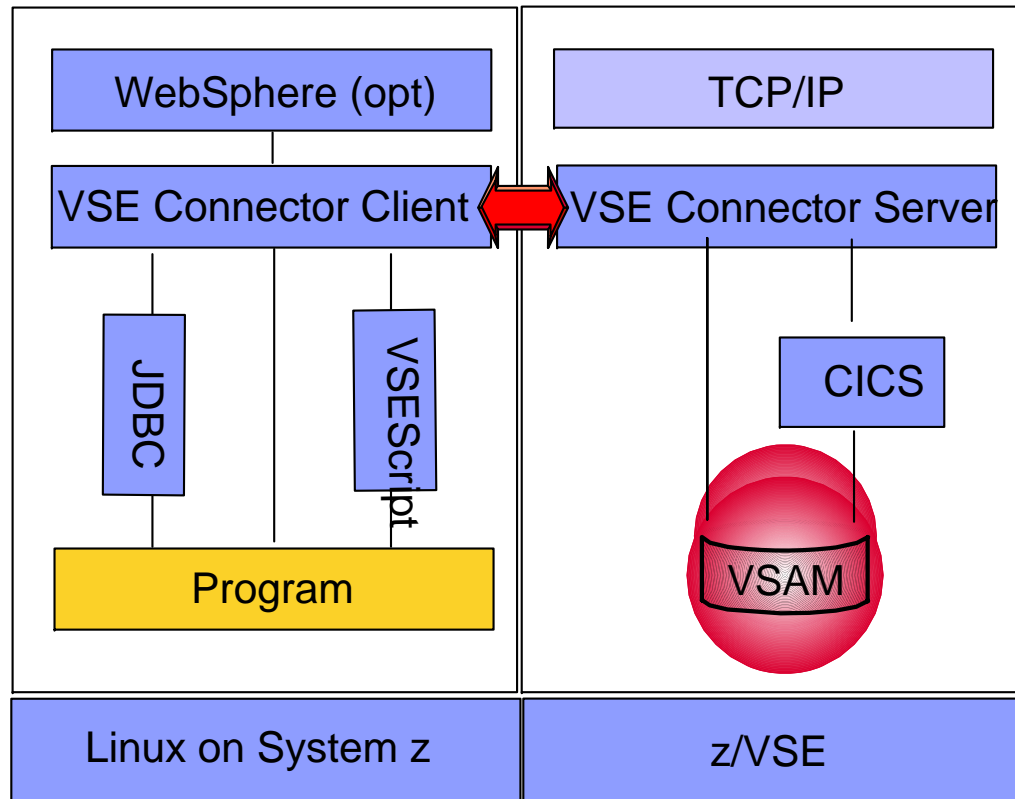 WebSphere (opt)
TCP/IP
VSE Connector Client
VSE Connector Server
JDBC
VSEScript
CICS
VSAM
Program
Linux on System z
z/VSE